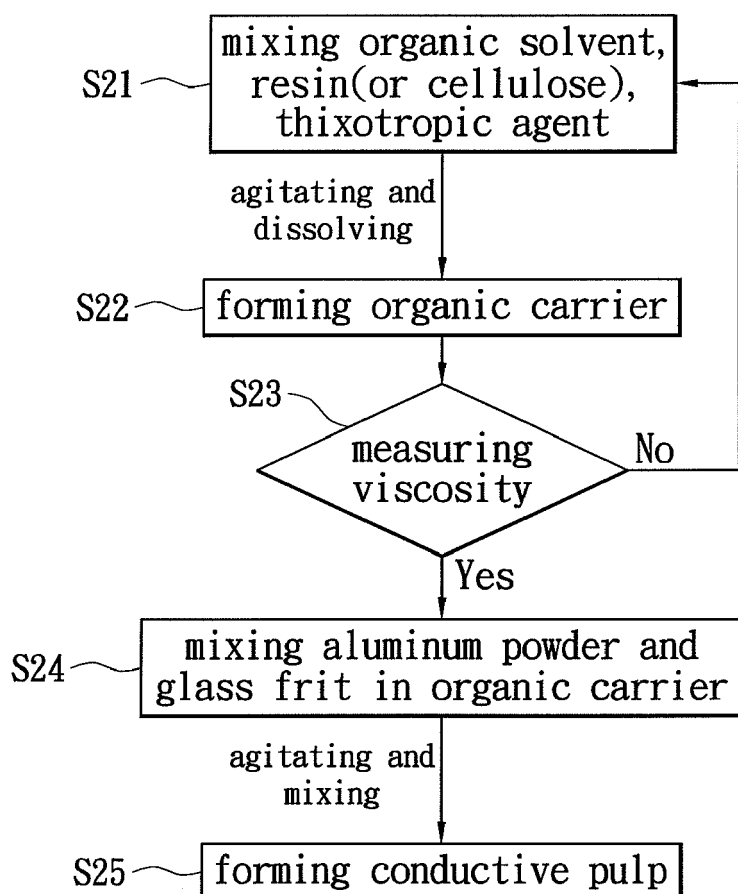 mixing organic solvent,
S21
resin(or cellulose),
thixotropic agent
agitating and
dissolving
S22
forming organic carrier
S23
measuring
viscosity
No
Yes
mixing aluminum powder and
S24
glass frit in organic carrier
agitating and
mixing
S25
forming conductive pulp